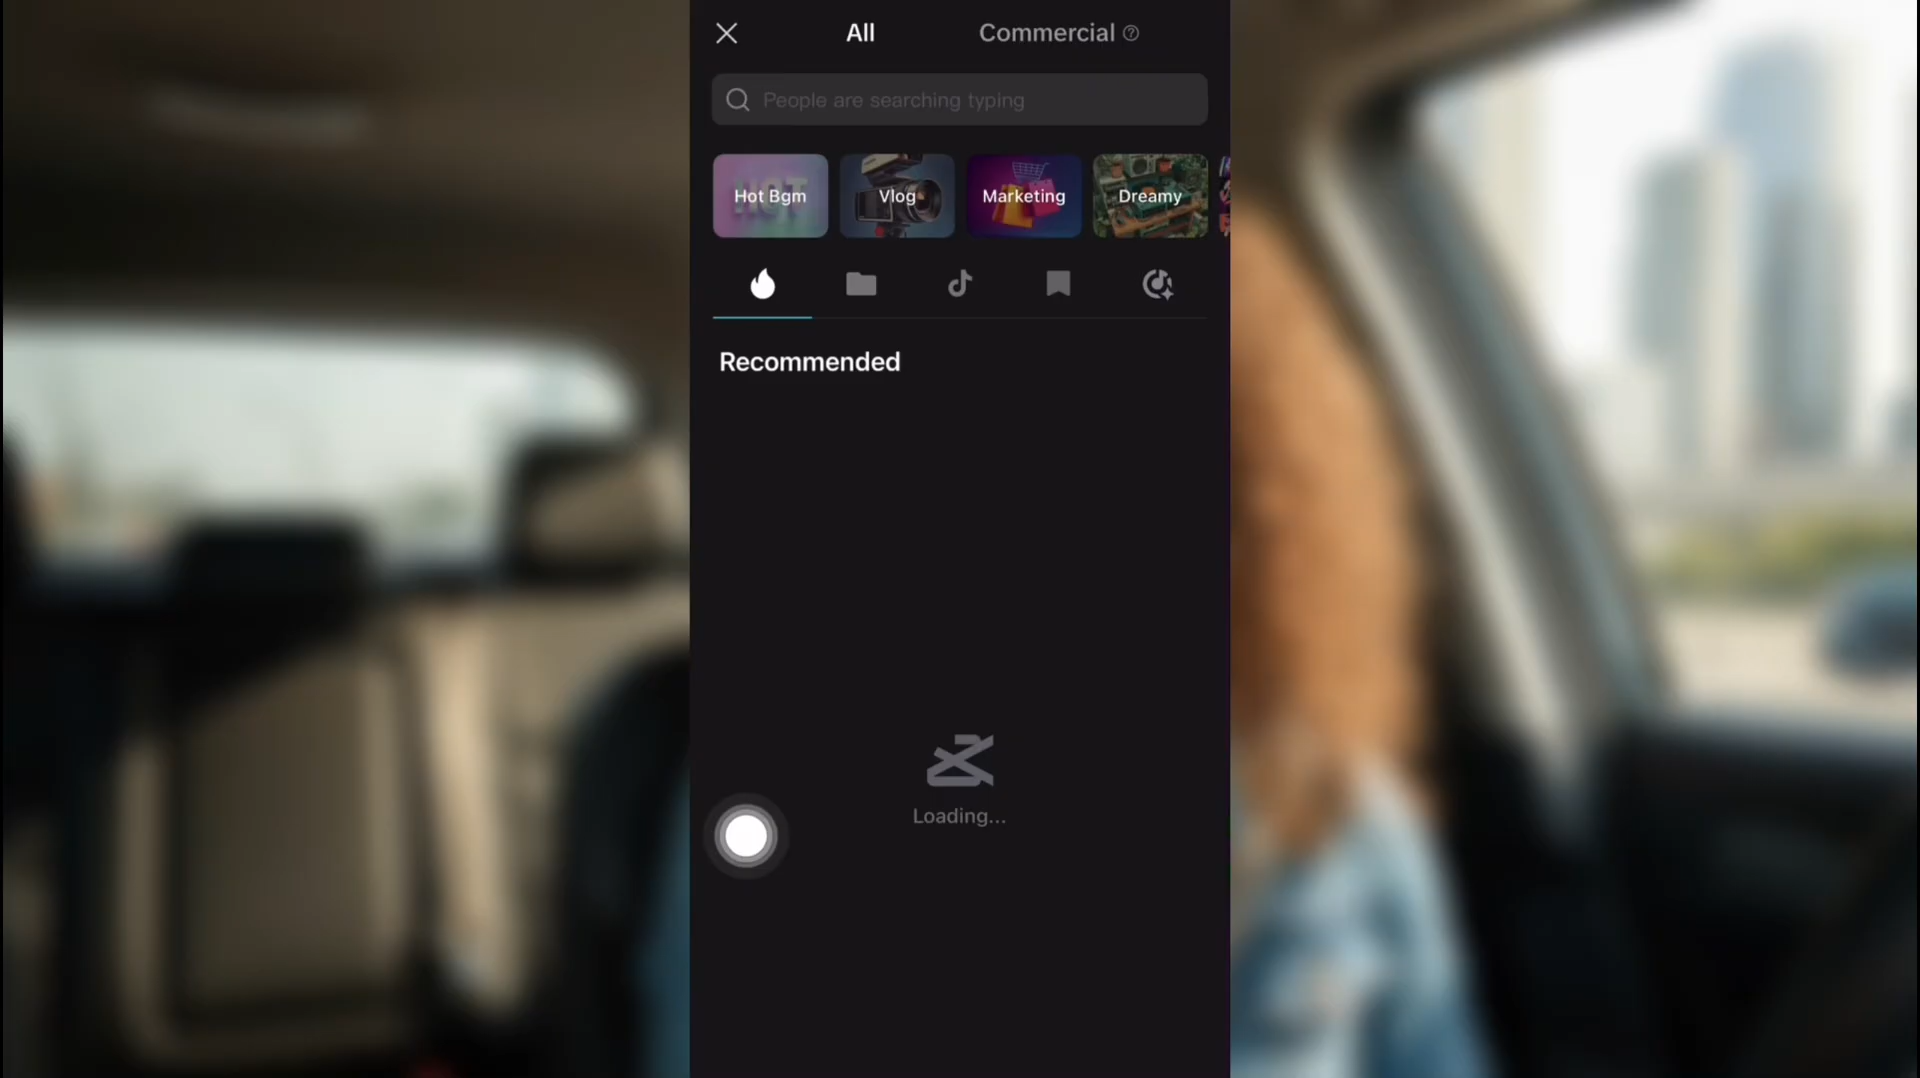 All
Commercial
People are searching typing
Hot Bgm
Vlog
Marketing
Dreamy
Recommended
Loading...